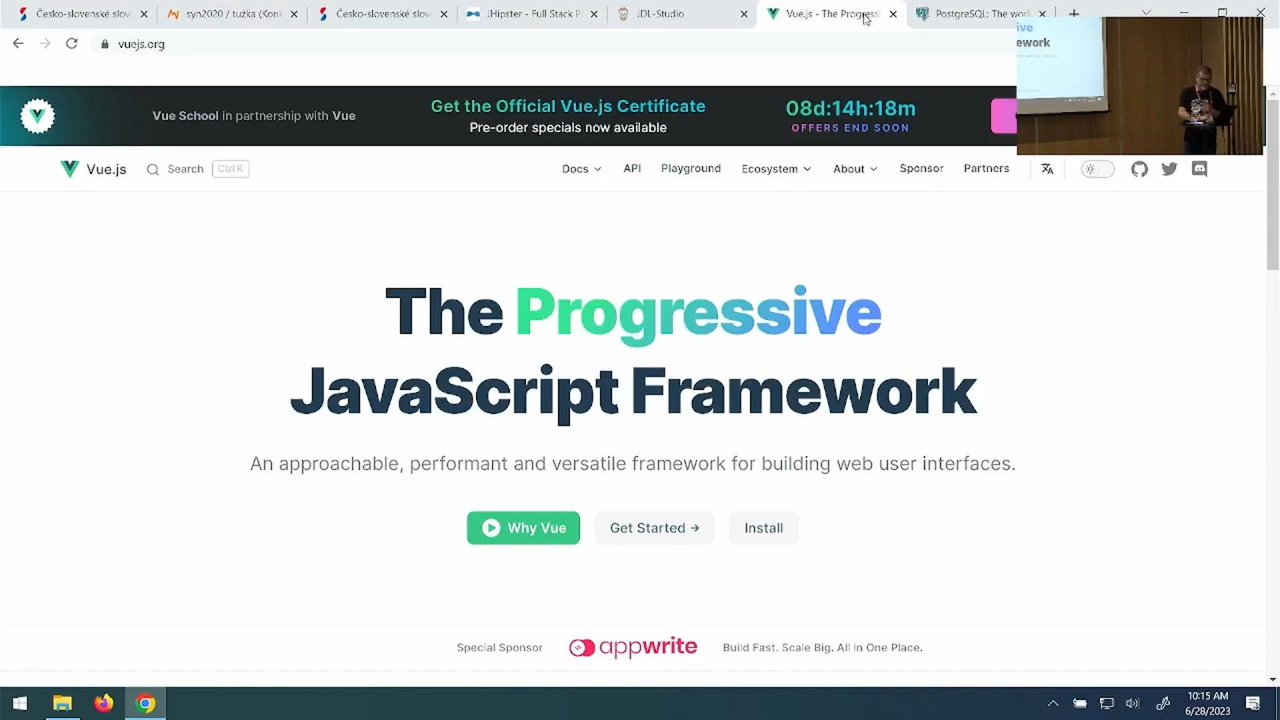 Česko-slovenské slov
syn2020 / tužka (Kon
Česko-slovenské slov
JHipster - Full Stack P
JDL-Studio
Vue.js - The Progress
PostgreSQL: The wor
vuejs.org
ive
ework
Vue School in partnership with Vue
Get the Official Vue.js Certificate
Pre-order specials now available
08d:14h:18m
OFFERS END SOON
Vue.js
Search
Ctrl K
Docs
API
Playground
Ecosystem
About
Sponsor
Partners
The Progressive
JavaScript Framework
An approachable, performant and versatile framework for building web user interfaces.
Why Vue
Get Started →
Install
Special Sponsor
appwrite
Build Fast. Scale Big. All in One Place.
10:15 AM
6/28/2023